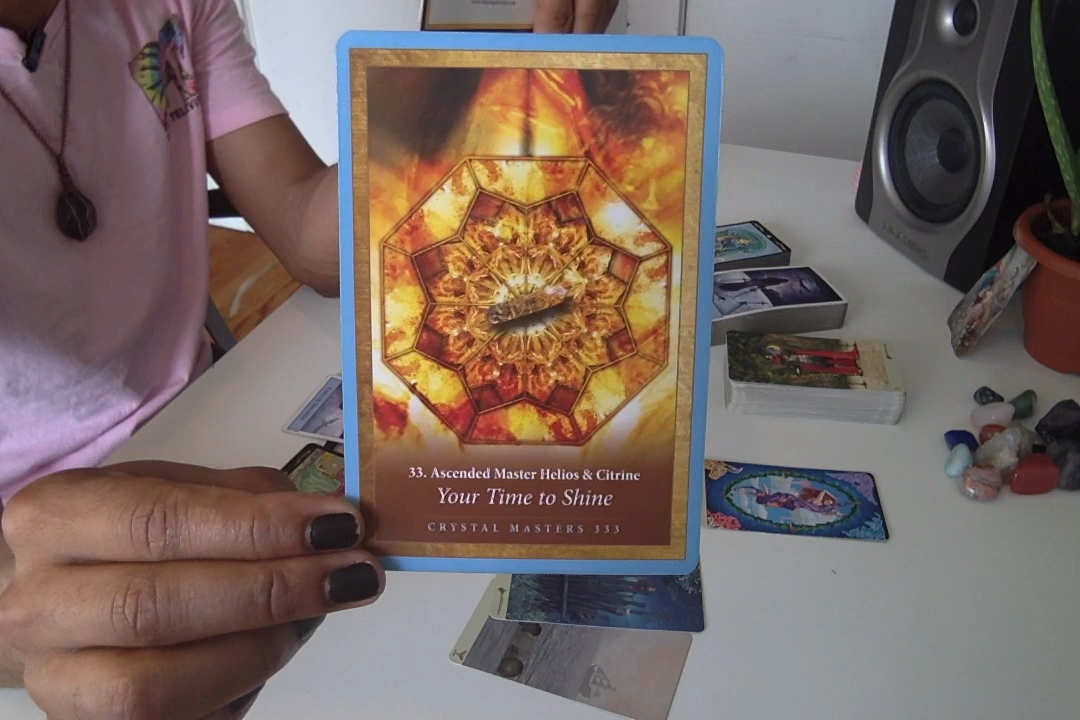 33. Ascended Master Helios & Citrine
Your Time to Shine
CRYSTAL MASTERS 333